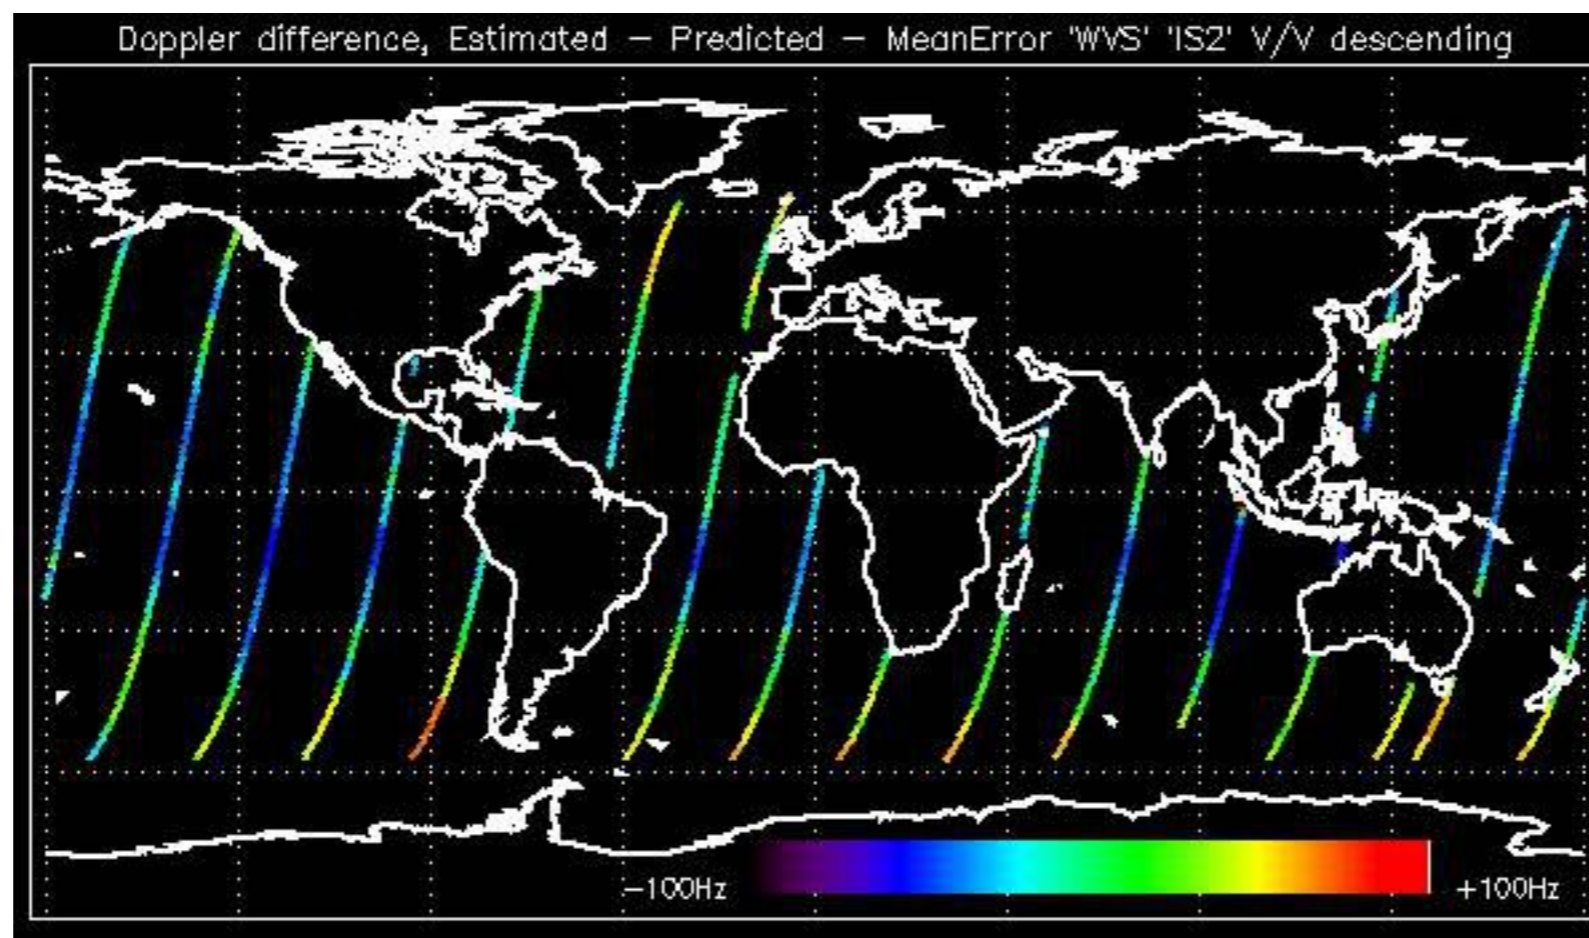 Doppler difference, Estimated – Predicted – MeanError 'WVS' 'IS2' V/V descending
–100Hz
+100Hz